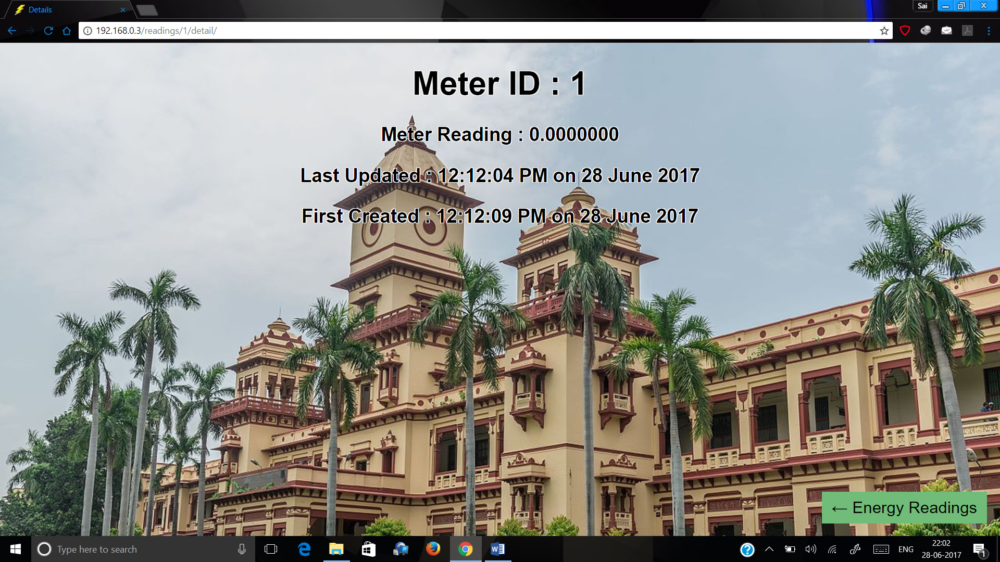 Details
Sai
192.168.0.3/readings/1/detail/
Meter ID : 1
Meter Reading : 0.0000000
Last Updated : 12:12:04 PM on 28 June 2017
First Created : 12:12:09 PM on 28 June 2017
← Energy Readings
Type here to search
ENG
22:02
28-06-2017
1